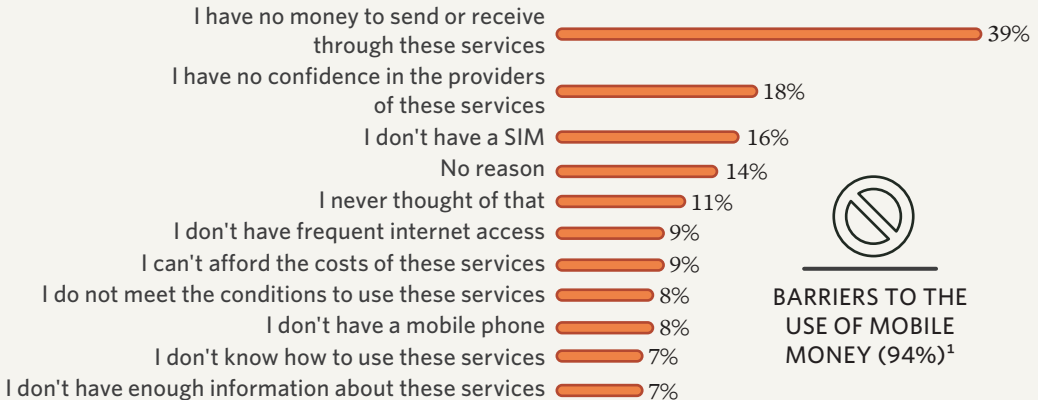 I have no money to send or receive
through these services
39%
I have no confidence in the providers
of these services
18%
I don't have a SIM
16%
No reason
14%
I never thought of that
11%
I don't have frequent internet access
9%
I can't afford the costs of these services
9%
I do not meet the conditions to use these services
8%
I don't have a mobile phone
8%
I don't know how to use these services
7%
I don't have enough information about these services
7%
BARRIERS TO THE
USE OF MOBILE
MONEY (94%)¹